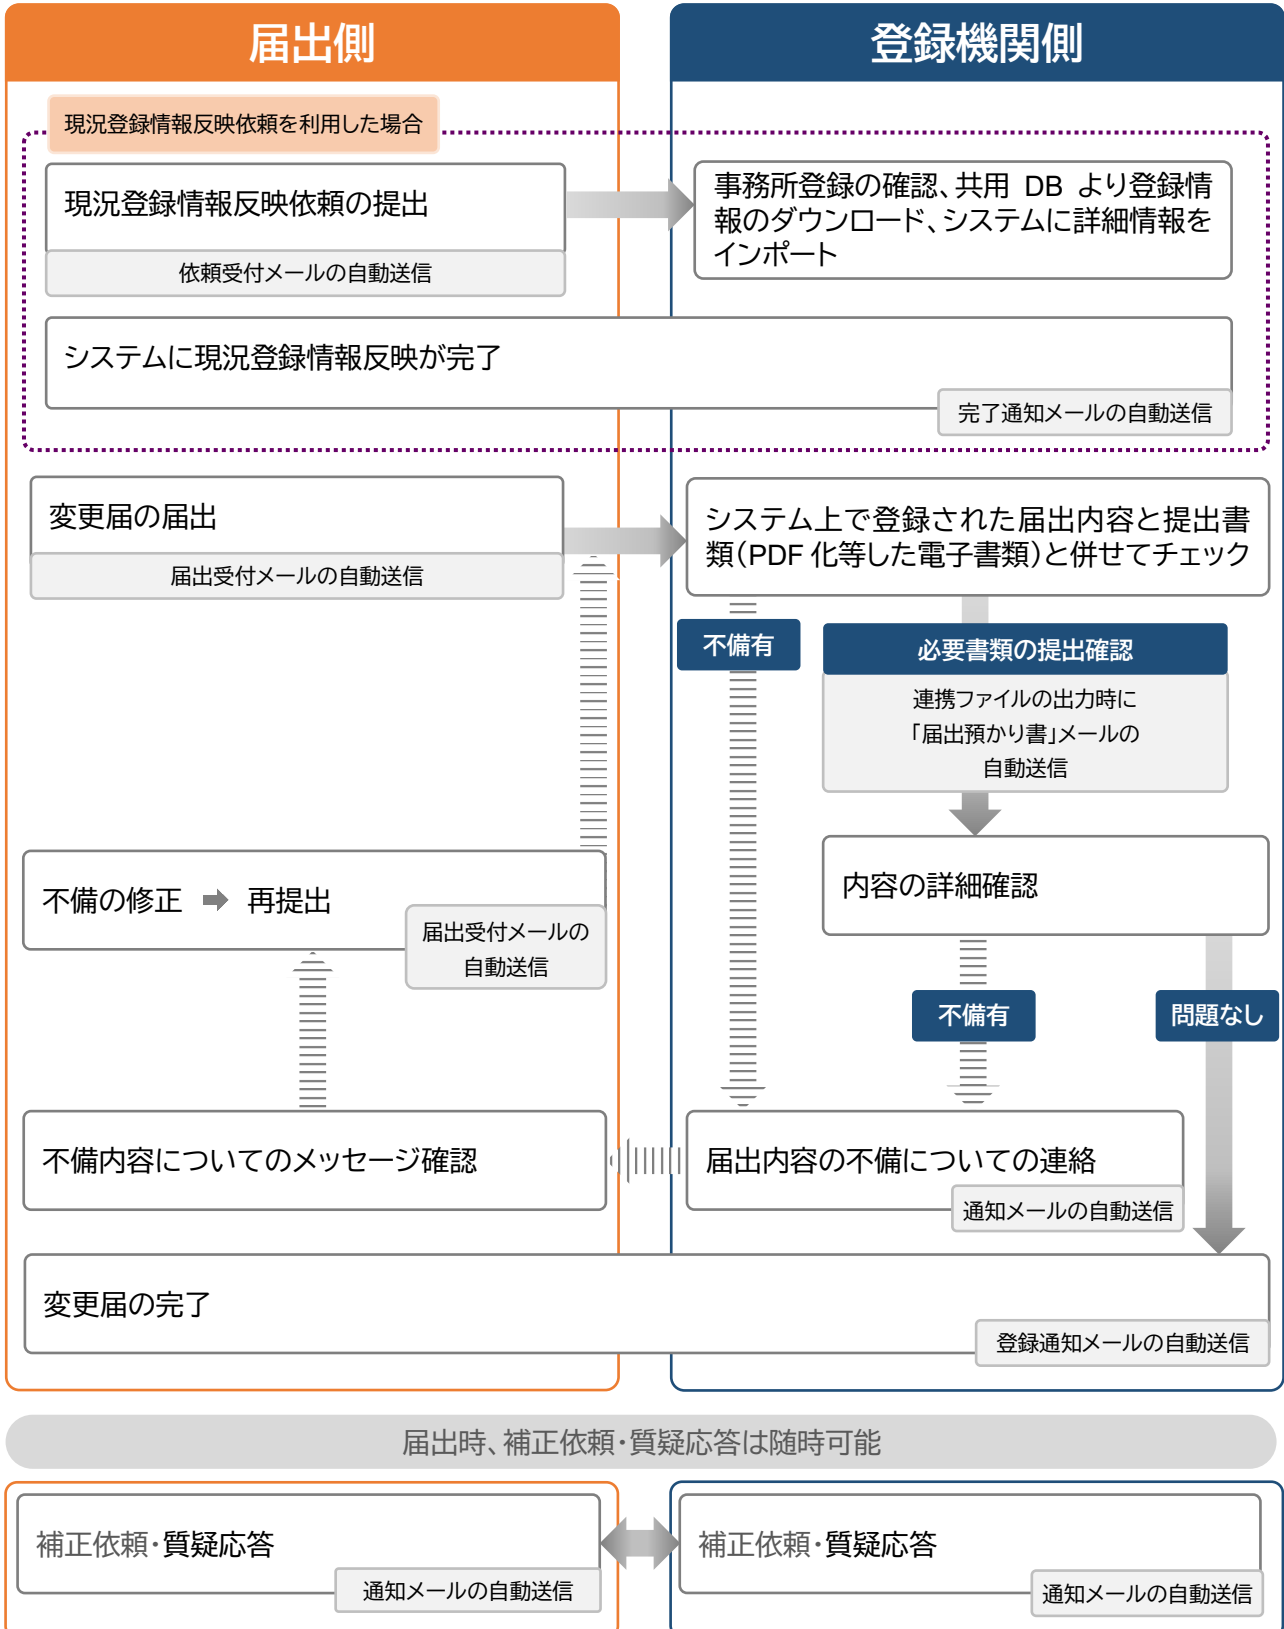 届出側
登録機関側
現況登録情報反映依頼を利用した場合
現況登録情報反映依頼の提出
依頼受付メールの自動送信
事務所登録の確認、共用 DB より登録情
報のダウンロード、システムに詳細情報を
インポート
システムに現況登録情報反映が完了
完了通知メールの自動送信
変更届の届出
届出受付メールの自動送信
システム上で登録された届出内容と提出書
類（PDF 化等した電子書類）と併せてチェック
不備有
必要書類の提出確認
連携ファイルの出力時に
「届出預かり書」メールの
自動送信
内容の詳細確認
不備の修正 ➡ 再提出
届出受付メールの
自動送信
不備有
問題なし
不備内容についてのメッセージ確認
届出内容の不備についての連絡
通知メールの自動送信
変更届の完了
登録通知メールの自動送信
届出時、補正依頼・質疑応答は随時可能
補正依頼・質疑応答
通知メールの自動送信
補正依頼・質疑応答
通知メールの自動送信